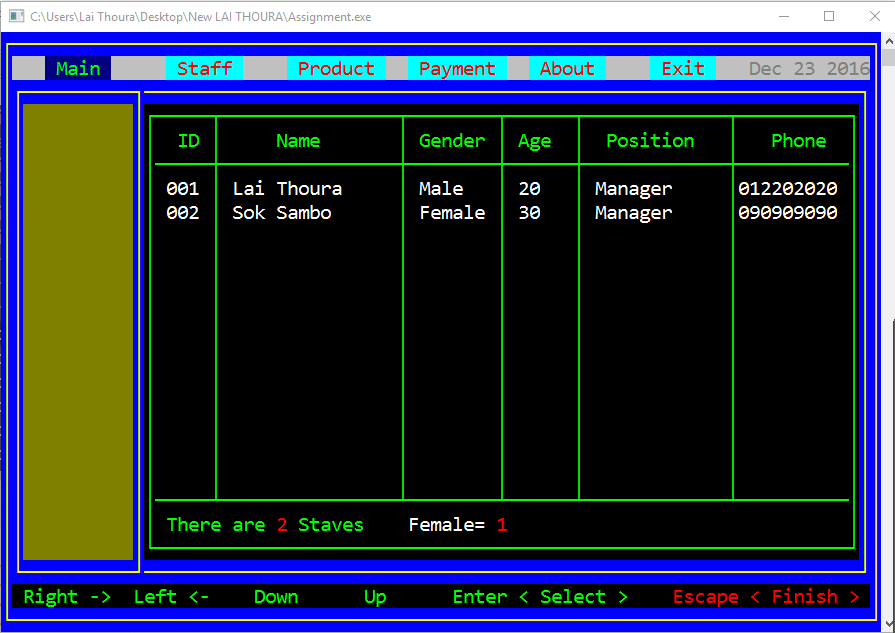 C:\Users\Lai Thoura\Desktop\New LAI THOURA\Assignment.exe
Main Staff Product Payment About Exit Dec 23 2016
ID Name Gender Age Position Phone
001 Lai Thoura Male 20 Manager 012202020
002 Sok Sambo Female 30 Manager 090909090
There are 2 Staves Female= 1
Right -> Left <- Down Up Enter < Select > Escape < Finish >